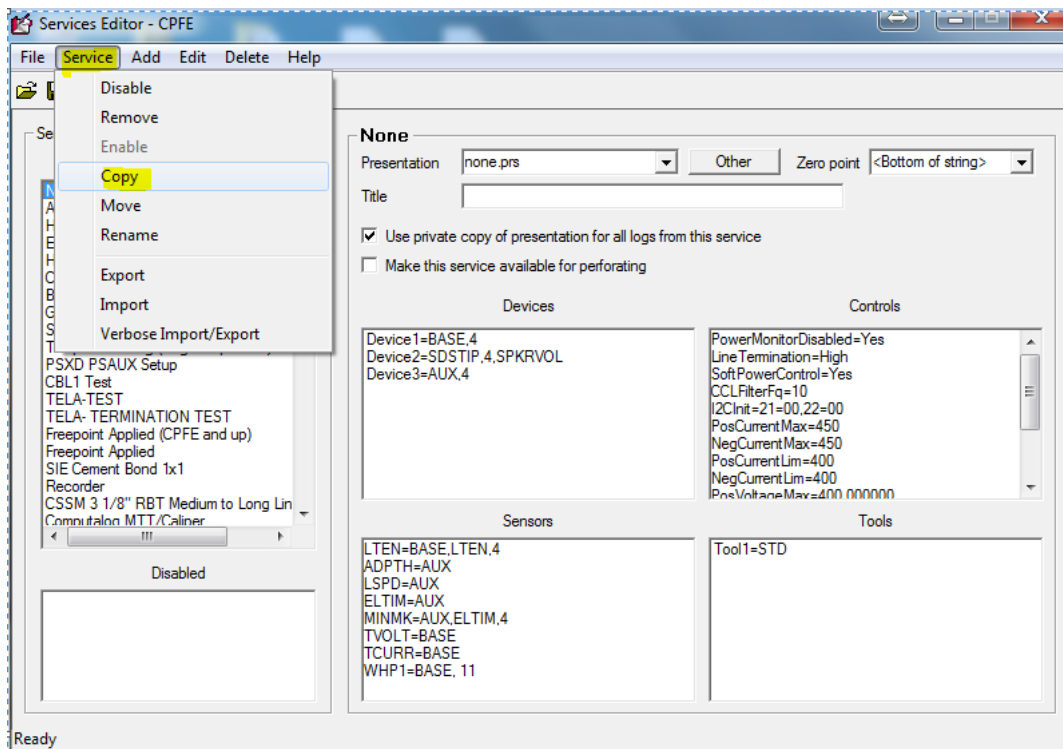 Services Editor - CPFE
File Service Add Edit Delete Help
Disable
Remove
Enable
Copy
Move
Rename
Export
Import
Verbose Import/Export
PSXD PSAUX Setup
CBL1 Test
TELA-TEST
TELA- TERMINATION TEST
Freepoint Applied (CPFE and up)
Freepoint Applied
SIE Cement Bond 1x1
Recorder
CSSM 3 1/8" RBT Medium to Long Lin
Computalog MTT/Caliper
Disabled
None
Presentation none.prs Other Zero point <Bottom of string>
Title
Use private copy of presentation for all logs from this service
Make this service available for perforating
Devices
Device1=BASE,4
Device2=SDSTIP,4,SPKRVOL
Device3=AUX,4
Controls
PowerMonitorDisabled=Yes
LineTermination=High
SoftPowerControl=Yes
CCLFilterFq=10
I2CInit=21=00,22=00
PosCurrentMax=450
NegCurrentMax=450
PosCurrentLim=400
NegCurrentLim=400
PosVoltageMax=400.000000
Sensors
LTEN=BASE,LTEN,4
ADPTH=AUX
LSPD=AUX
ELTIM=AUX
MINMK=AUX,ELTIM,4
TVOLT=BASE
TCURR=BASE
WHP1=BASE, 11
Tools
Tool1=STD
Ready